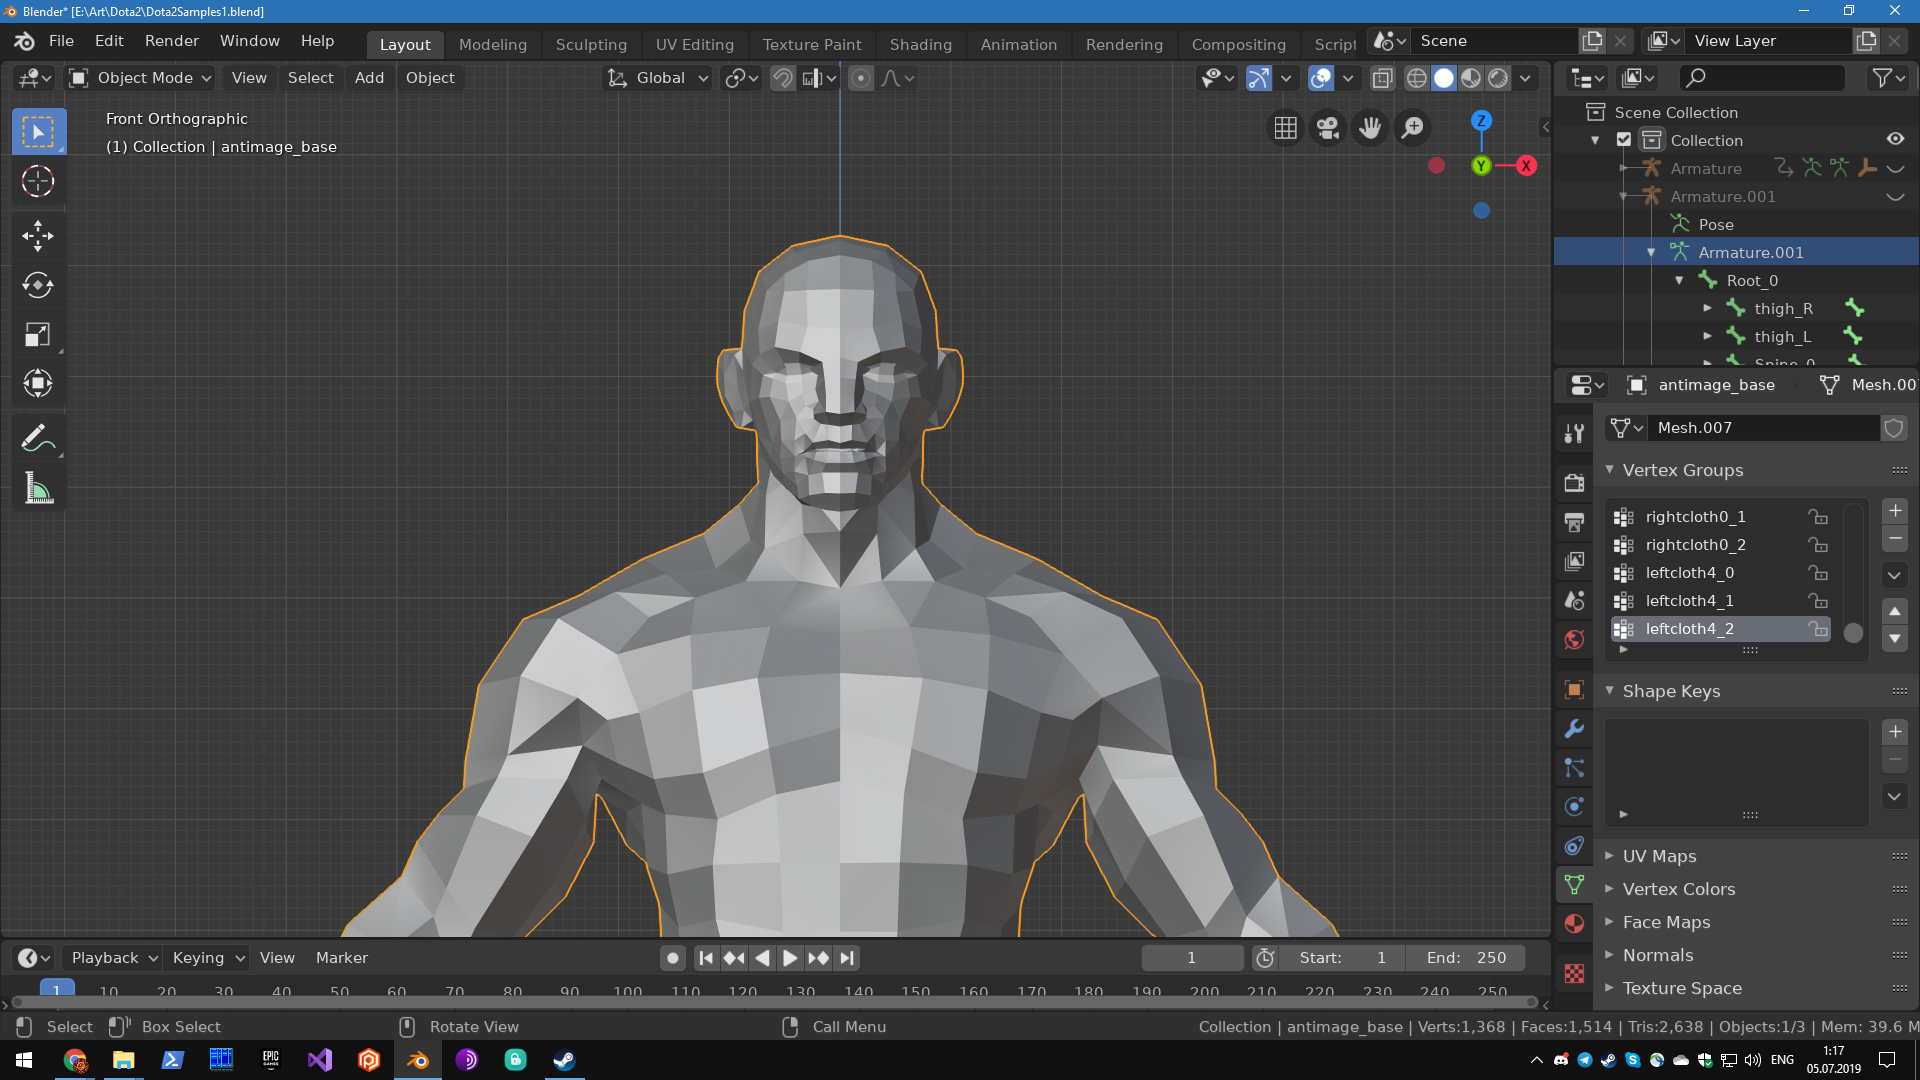 Blender* [E:\Art\Dota2\Dota2Samples1.blend]
File Edit Render Window Help
Layout Modeling Sculpting UV Editing Texture Paint Shading Animation Rendering Compositing Script
Scene
View Layer
Object Mode View Select Add Object
Global
Front Orthographic
(1) Collection | antimage_base
Z
Y
X
Scene Collection
Collection
Armature
Armature.001
Pose
Armature.001
Root_0
thigh_R
thigh_L
Spine_0
antimage_base Mesh.00
Mesh.007
Vertex Groups
rightcloth0_1
rightcloth0_2
leftcloth4_0
leftcloth4_1
leftcloth4_2
Shape Keys
UV Maps
Vertex Colors
Face Maps
Normals
Texture Space
Playback Keying View Marker
1
Start: 1
End: 250
1 10 20 30 40 50 60 70 80 90 100 110 120 130 140 150 160 170 180 190 200 210 220 230 240 250
Select Box Select Rotate View Call Menu
Collection | antimage_base | Verts:1,368 | Faces:1,514 | Tris:2,638 | Objects:1/3 | Mem: 39.6 M
EPIC
GAMES
ENG
1:17
05.07.2019